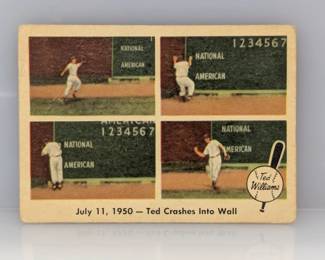 NATIONAL
AMERICAN
1234567
NATIONAL
AMERICAN
AMERICAN
1234567
NATIONAL
AMERICAN
NATIONAL
AMERICAN
Ted
Williams
July 11, 1950 — Ted Crashes Into Wall